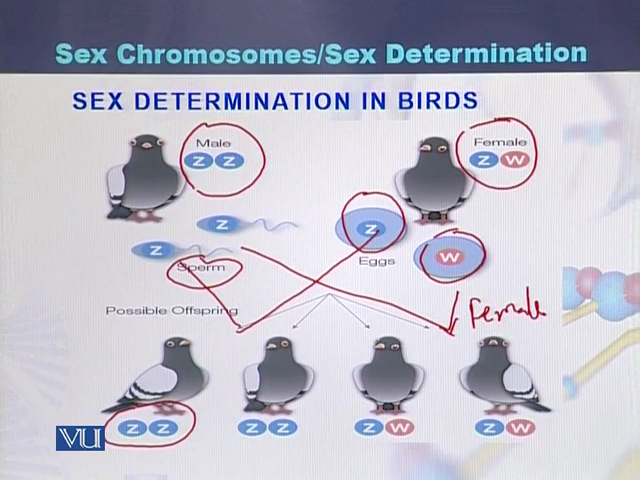 Sex Chromosomes/Sex Determination
SEX DETERMINATION IN BIRDS
Male
Z Z
Female
Z W
Z
Z
Sperm
Z
W
Eggs
Female
Possible Offspring
Z Z
Z Z
Z W
Z W
VU